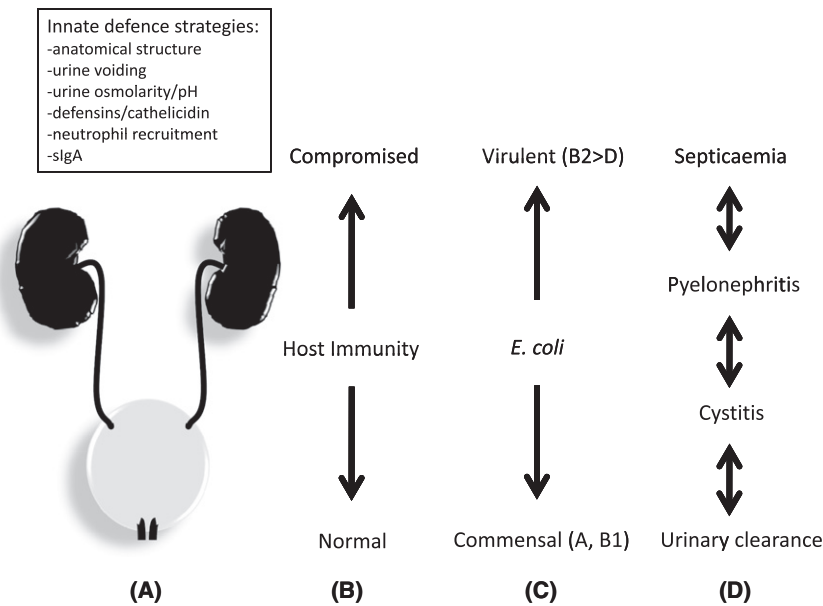 Innate defence strategies:
-anatomical structure
-urine voiding
-urine osmolarity/pH
-defensins/cathelicidin
-neutrophil recruitment
-sIgA
Compromised
Host Immunity
Normal
Virulent (B2>D)
E. coli
Commensal (A, B1)
Septicaemia
Pyelonephritis
Cystitis
Urinary clearance
(A)
(B)
(C)
(D)